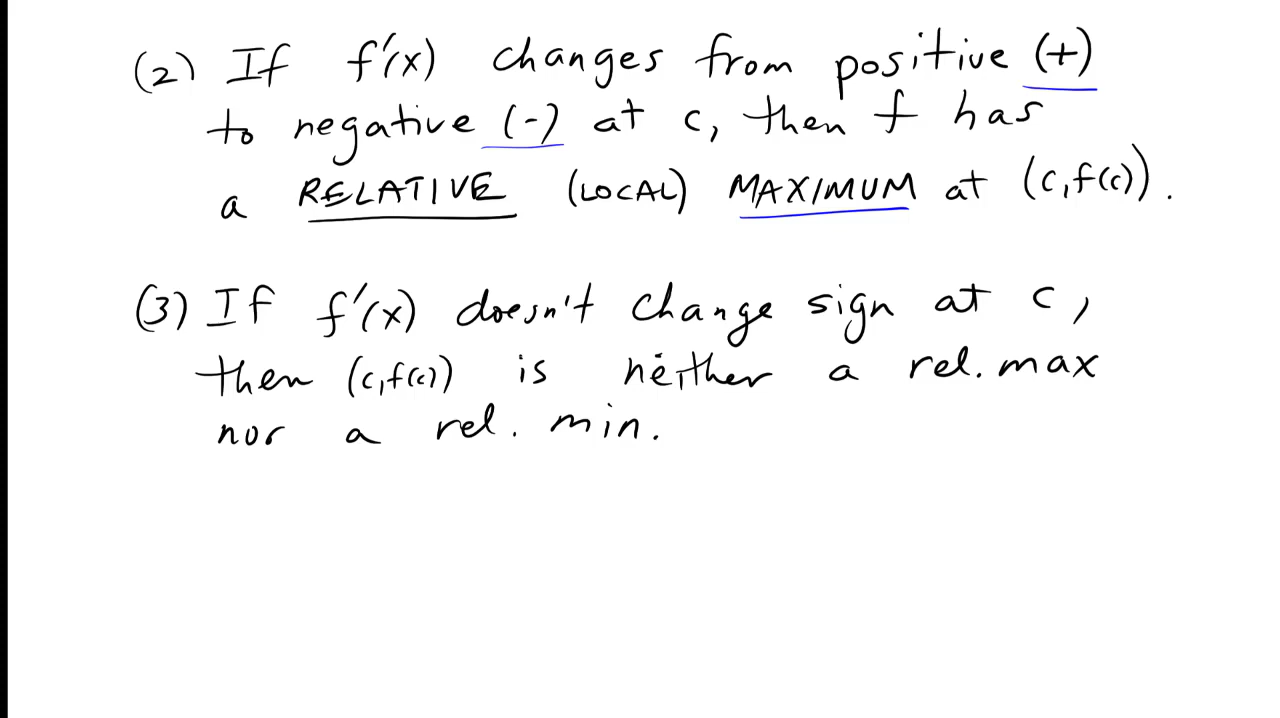 (2) If f'(x) changes from positive (+)
to negative (-) at c, then f has
a RELATIVE (LOCAL) MAXIMUM at (c, f(c)).
(3) If f'(x) doesn't change sign at c,
then (c, f(c)) is neither a rel. max
nor a rel. min.